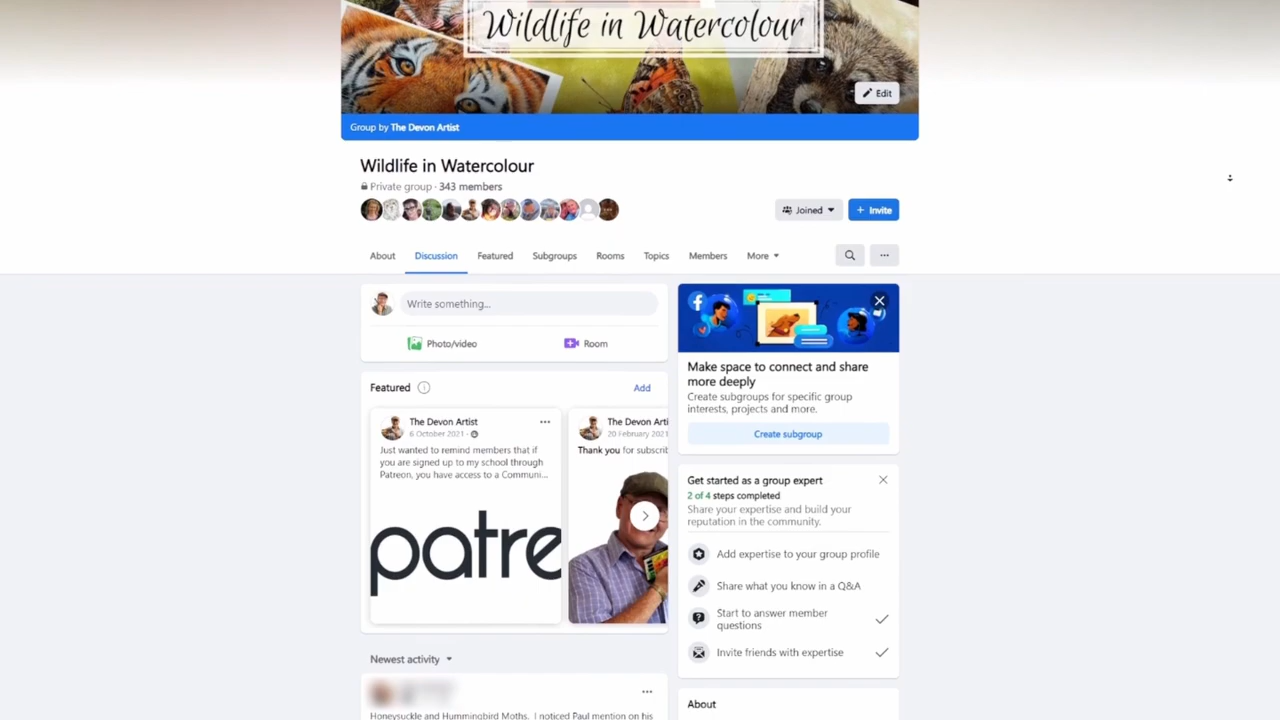 Wildlife in Watercolour
Edit
Group by The Devon Artist
Wildlife in Watercolour
Private group · 343 members
Joined
+ Invite
About
Discussion
Featured
Subgroups
Rooms
Topics
Members
More
Write something...
Photo/video
Room
Featured
Add
The Devon Artist
6 October 2021 ·
Just wanted to remind members that if
you are signed up to my school through
Patreon, you have access to a Communi...
patre
The Devon Arti
20 February 2021
Thank you for subscrib
Make space to connect and share
more deeply
Create subgroups for specific group
interests, projects and more.
Create subgroup
Get started as a group expert
2 of 4 steps completed
Share your expertise and build your
reputation in the community.
Add expertise to your group profile
Share what you know in a Q&A
Start to answer member
questions
Invite friends with expertise
About
Newest activity
Honeysuckle and Hummingbird Moths. I noticed Paul mention on his